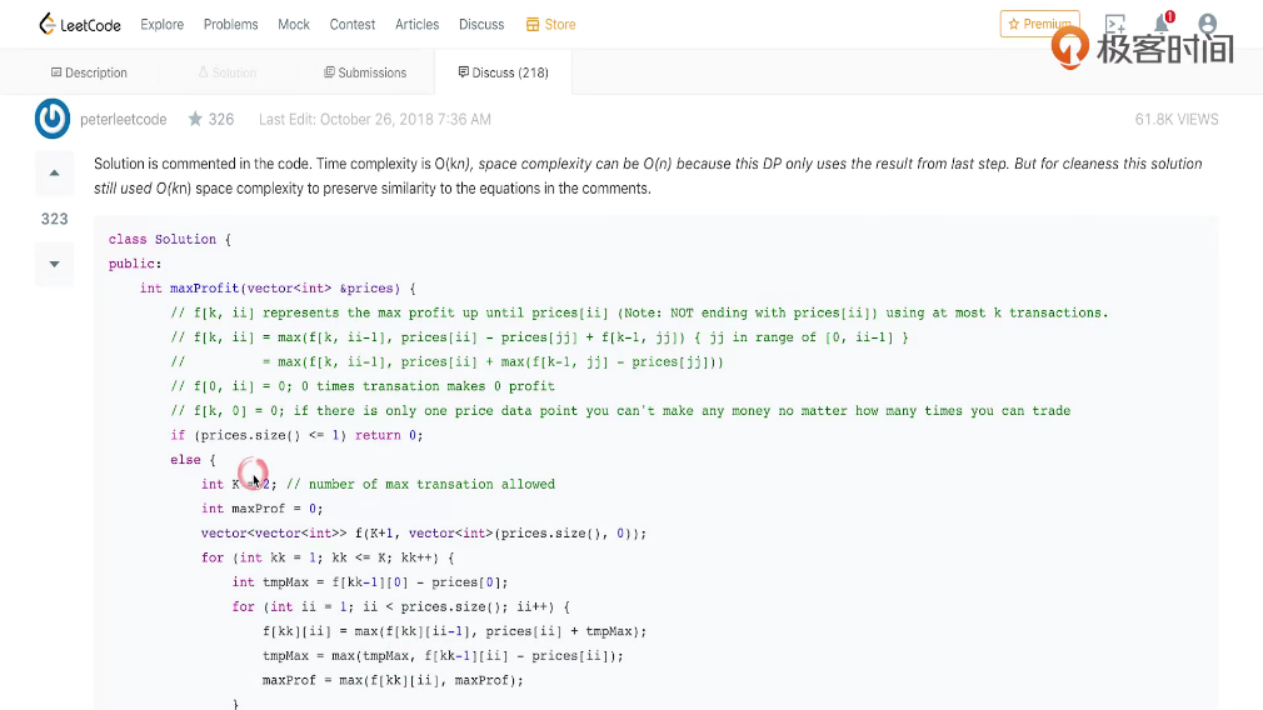 LeetCode Explore Problems Mock Contest Articles Discuss Store Premium 1
极客时间
Description Solution Submissions Discuss (218)
peterleetcode 326 Last Edit: October 26, 2018 7:36 AM 61.8K VIEWS
Solution is commented in the code. Time complexity is O(kn), space complexity can be O(n) because this DP only uses the result from last step. But for cleaness this solution
still used O(kn) space complexity to preserve similarity to the equations in the comments.
323
class Solution {
public:
int maxProfit(vector<int> &prices) {
// f[k, ii] represents the max profit up until prices[ii] (Note: NOT ending with prices[ii]) using at most k transactions.
// f[k, ii] = max(f[k, ii-1], prices[ii] - prices[jj] + f[k-1, jj]) { jj in range of [0, ii-1] }
// = max(f[k, ii-1], prices[ii] + max(f[k-1, jj] - prices[jj]))
// f[0, ii] = 0; 0 times transation makes 0 profit
// f[k, 0] = 0; if there is only one price data point you can't make any money no matter how many times you can trade
if (prices.size() <= 1) return 0;
else {
int K = 2; // number of max transation allowed
int maxProf = 0;
vector<vector<int>> f(K+1, vector<int>(prices.size(), 0));
for (int kk = 1; kk <= K; kk++) {
int tmpMax = f[kk-1][0] - prices[0];
for (int ii = 1; ii < prices.size(); ii++) {
f[kk][ii] = max(f[kk][ii-1], prices[ii] + tmpMax);
tmpMax = max(tmpMax, f[kk-1][ii] - prices[ii]);
maxProf = max(f[kk][ii], maxProf);
}